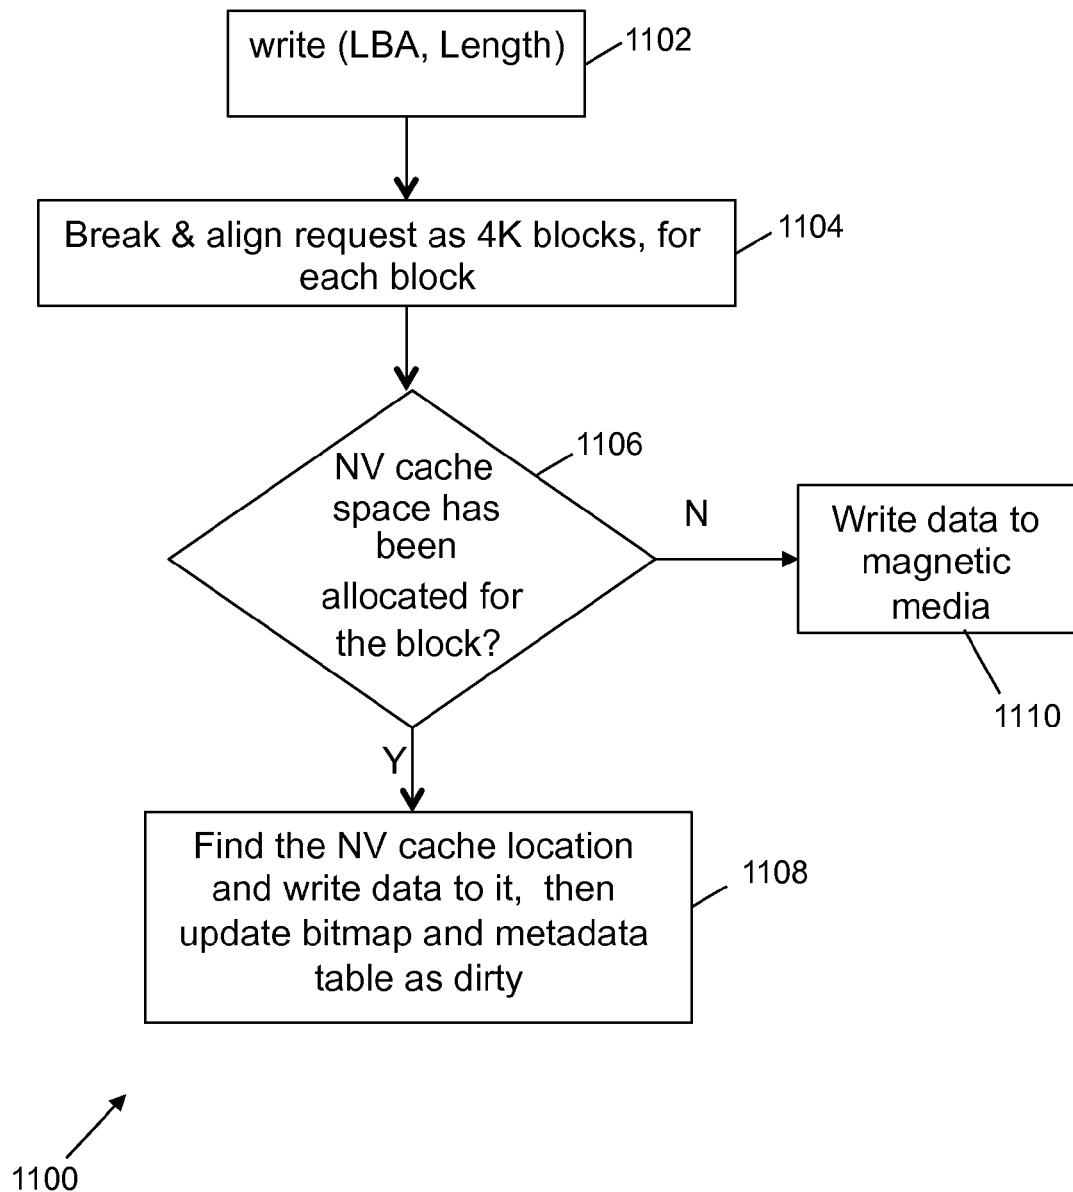 write (LBA, Length)
1102
Break & align request as 4K blocks, for
each block
1104
NV cache
space has
been
allocated for
the block?
1106
N
Write data to
magnetic
media
1110
Y
Find the NV cache location
and write data to it, then
update bitmap and metadata
table as dirty
1108
1100